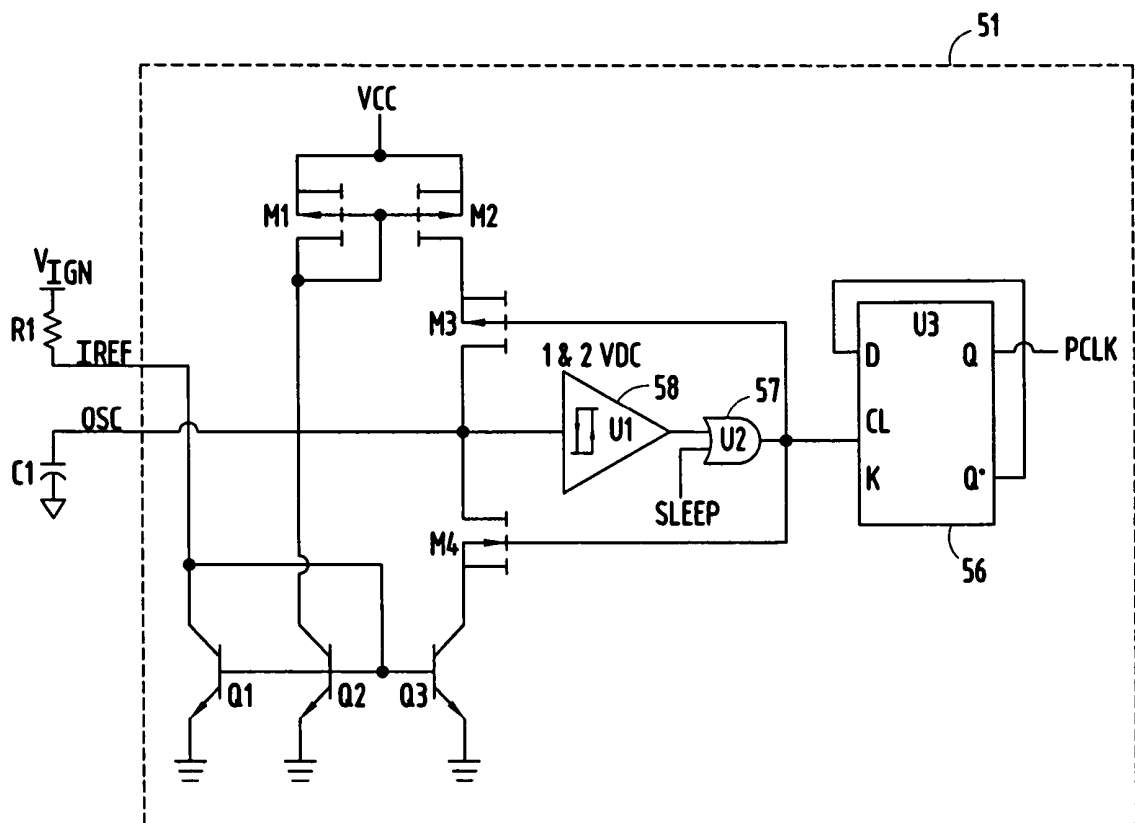 51
VCC
M1
M2
VIGN
R1
IREF
M3
1 & 2 VDC
58
57
U3
D
Q
PCLK
OSC
U1
U2
CL
C1
K
Q*
SLEEP
M4
56
Q1
Q2
Q3